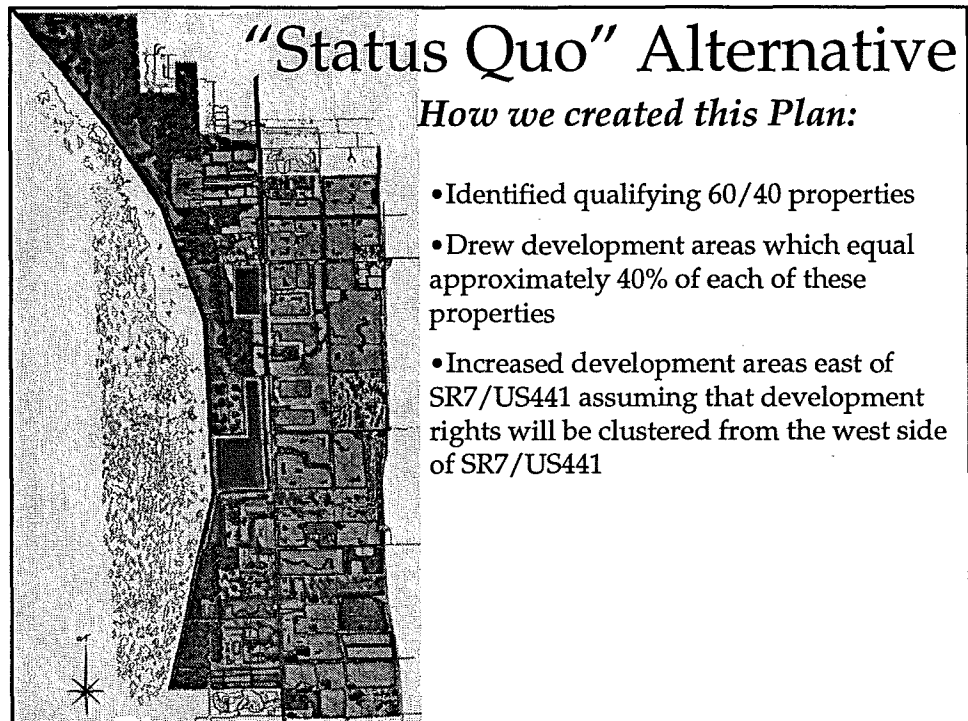 “Status Quo” Alternative
How we created this Plan:
•Identified qualifying 60/40 properties
•Drew development areas which equal
approximately 40% of each of these
properties
•Increased development areas east of
SR7/US441 assuming that development
rights will be clustered from the west side
of SR7/US441